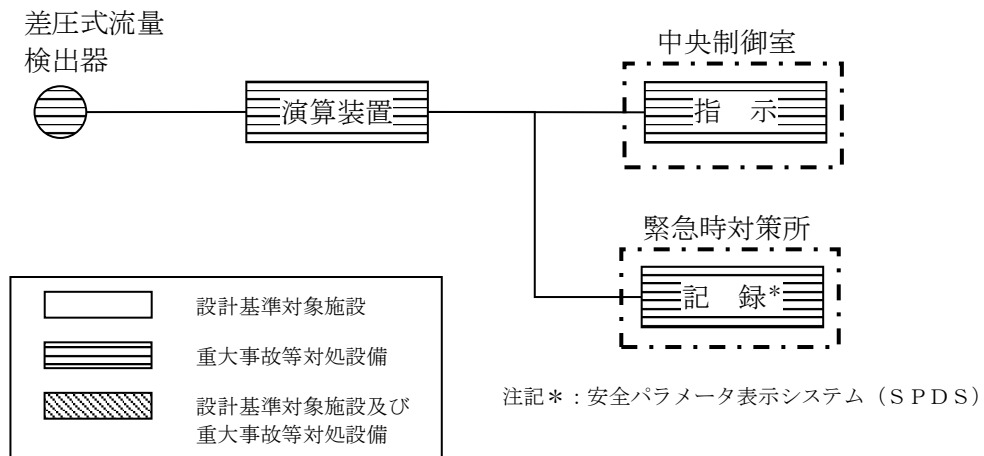 差圧式流量
検出器
演算装置
中央制御室
指　示
緊急時対策所
記　録*
設計基準対象施設
重大事故等対処設備
設計基準対象施設及び
重大事故等対処設備
注記＊：安全パラメータ表示システム（ＳＰＤＳ）